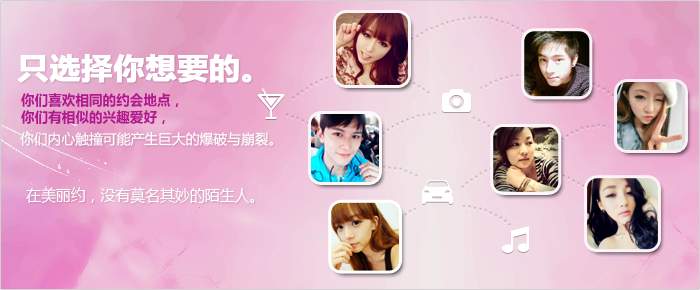 只选择你想要的。
你们喜欢相同的约会地点，
你们有相似的兴趣爱好，
你们内心触撞可能产生巨大的爆破与崩裂。
在美丽约，没有莫名其妙的陌生人。